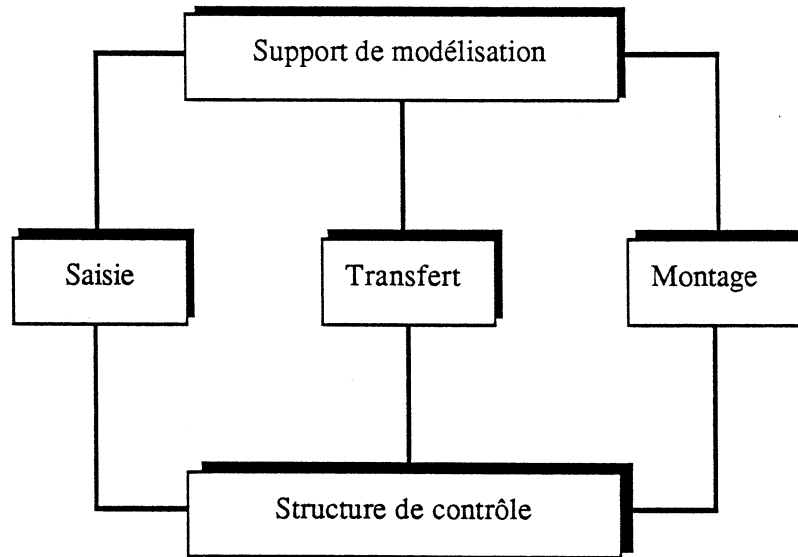 Support de modélisation
Saisie
Transfert
Montage
Structure de contrôle